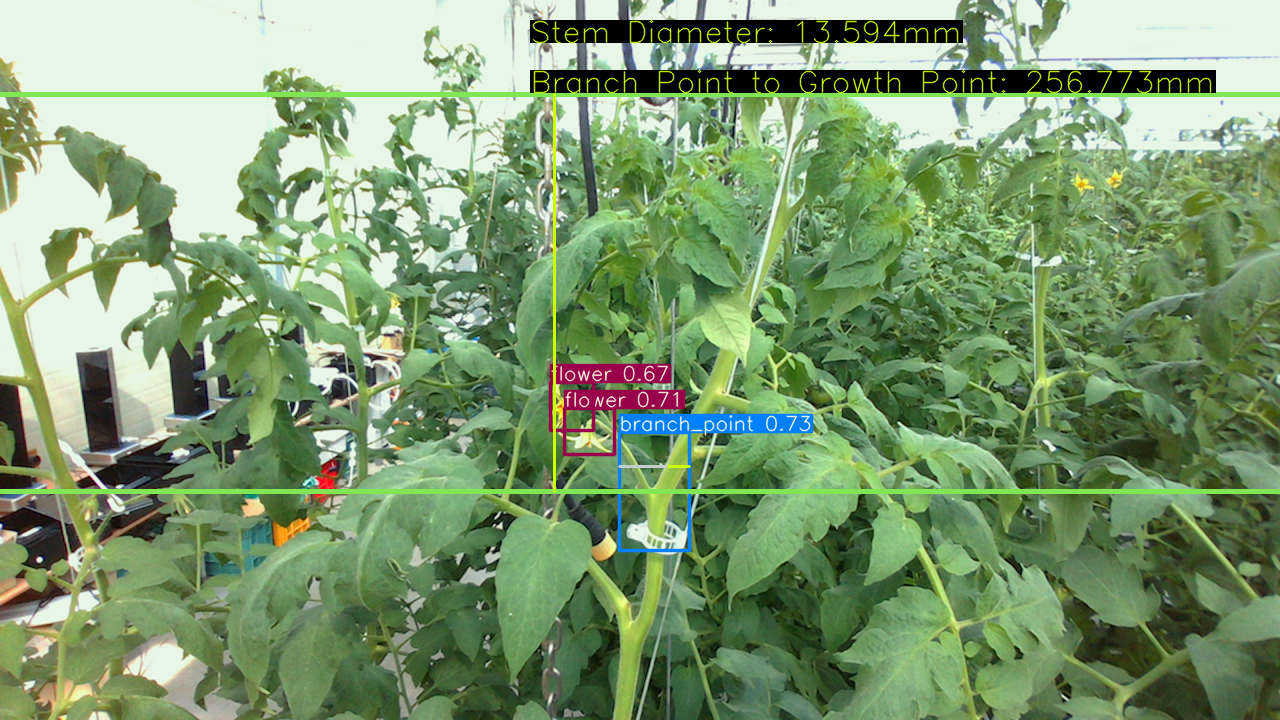 Stem Diameter: 13.594mm
Branch Point to Growth Point: 256.773mm
flower 0.67
flower 0.71
branch_point 0.73